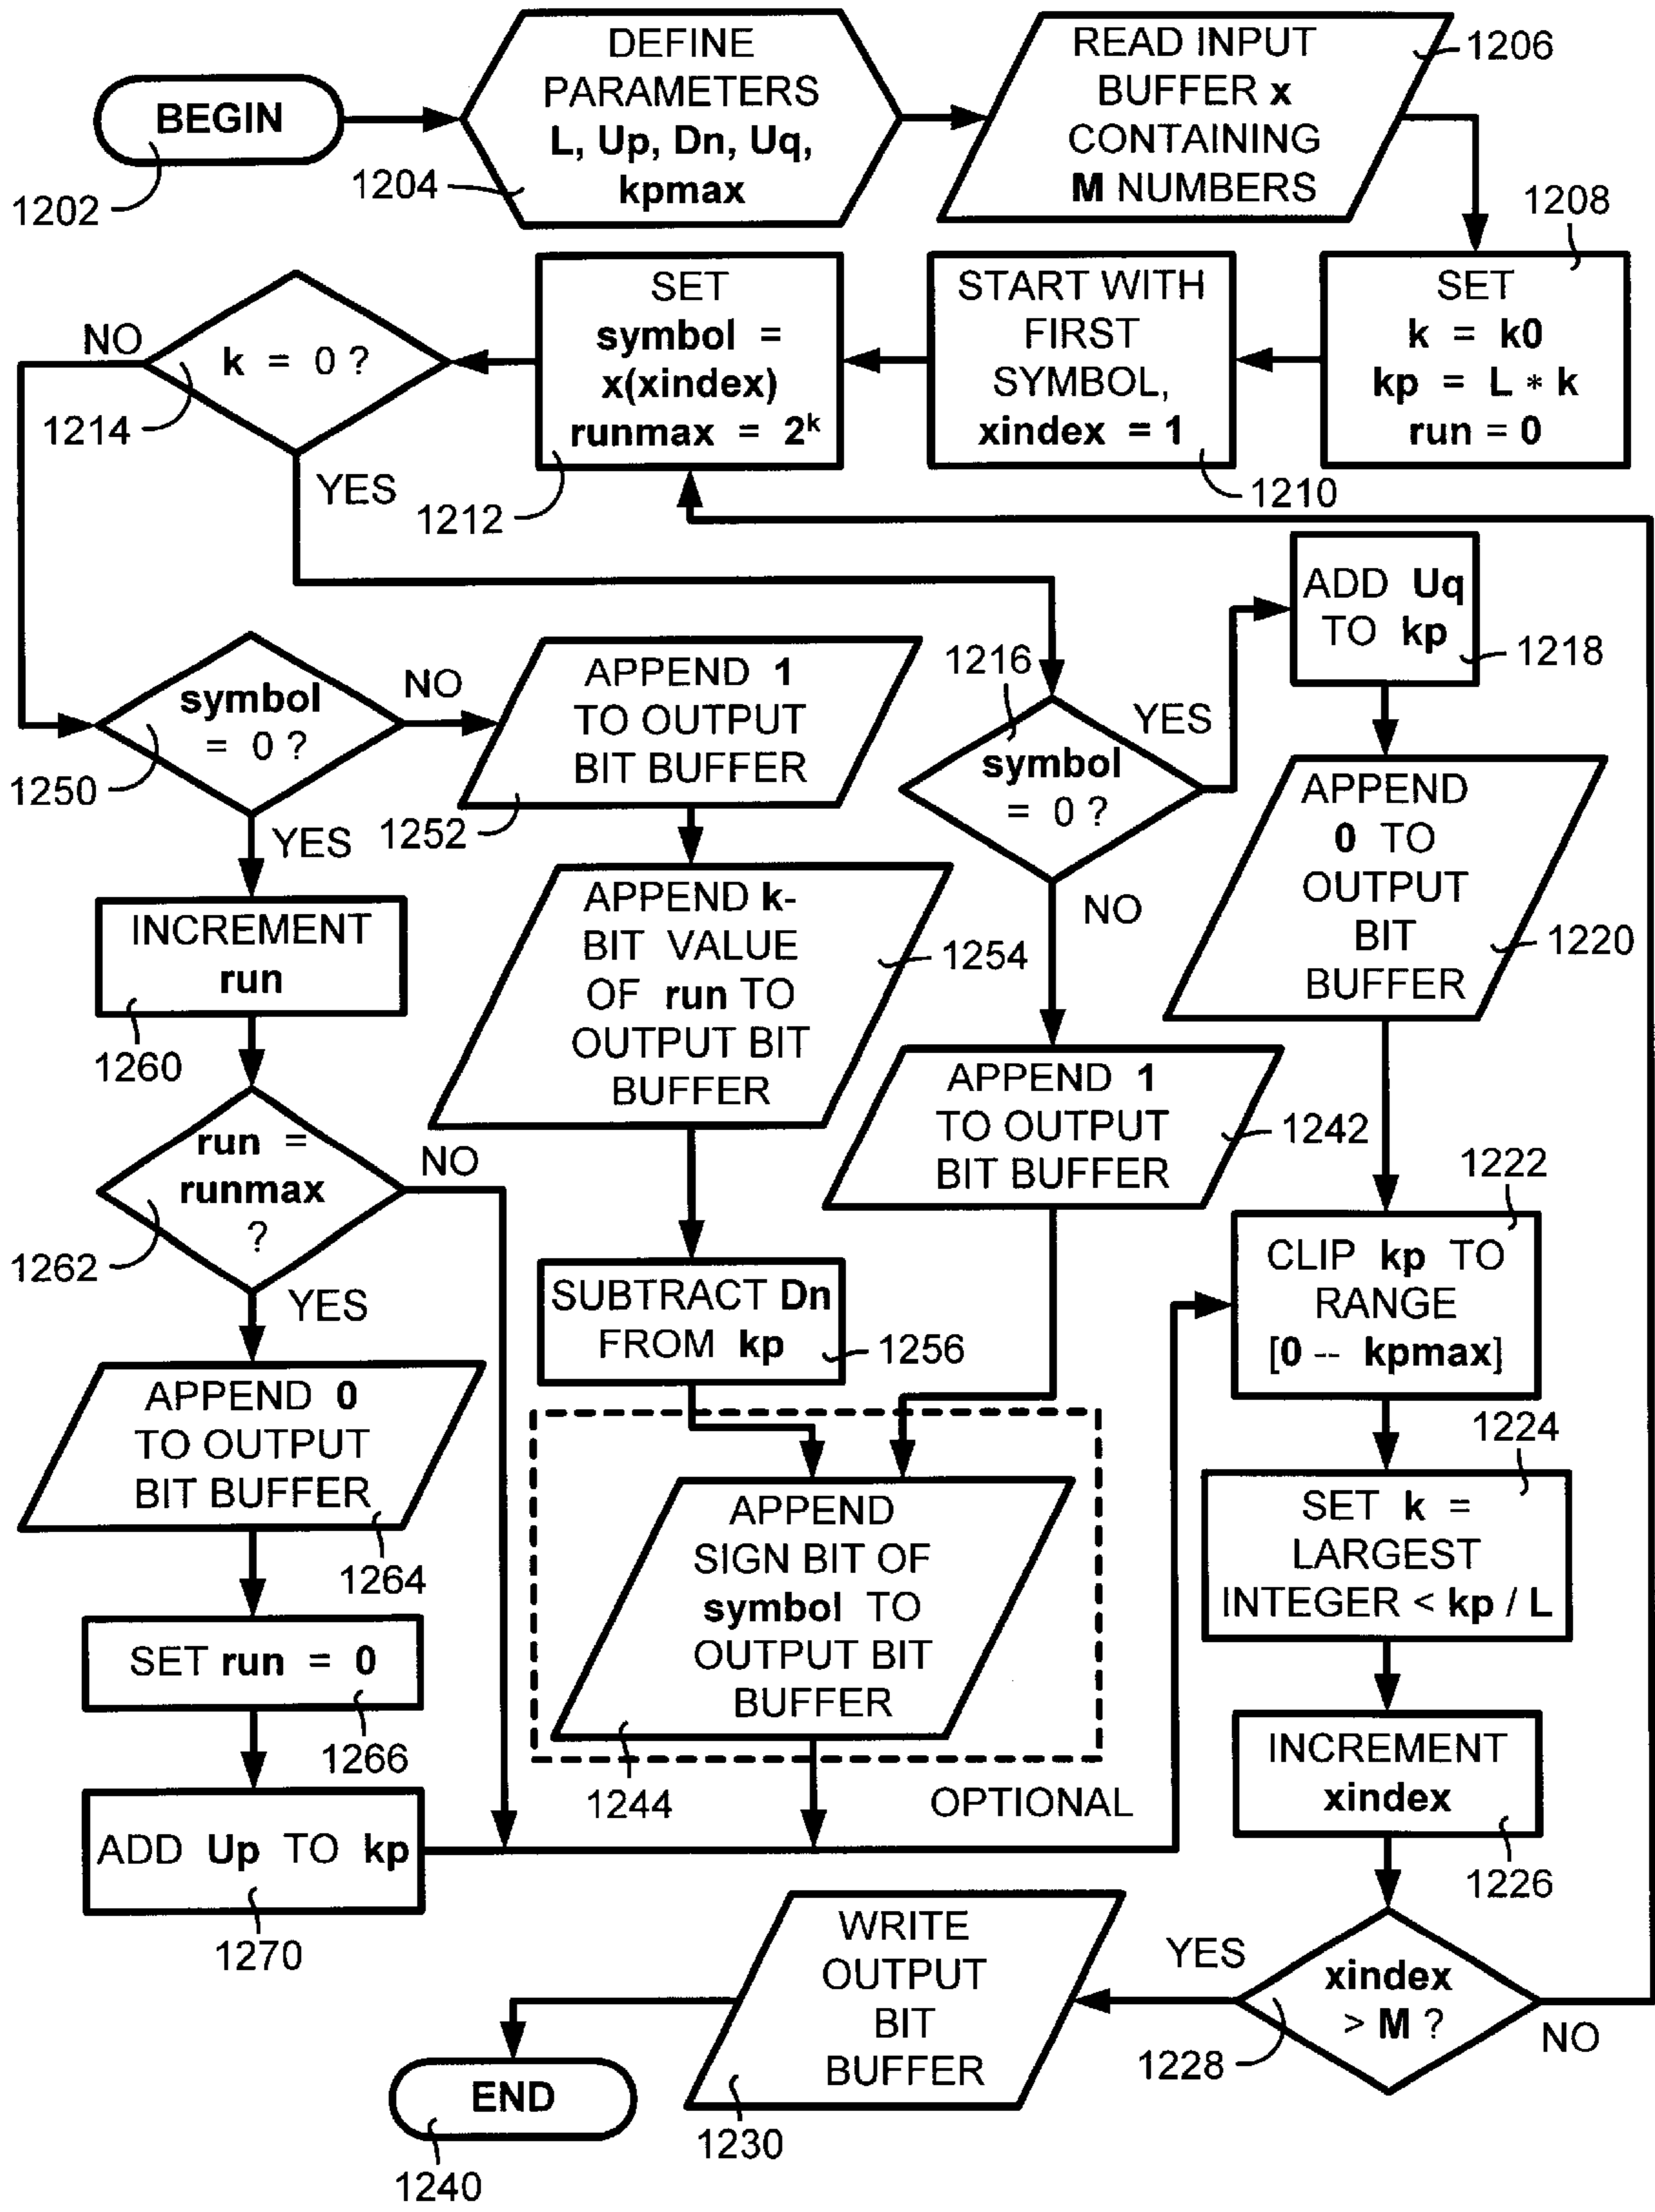 BEGIN
1202
DEFINE
PARAMETERS
L, Up, Dn, Uq,
kpmax
1204
READ INPUT
BUFFER x
CONTAINING
M NUMBERS
1206
1208
SET
k = k0
kp = L * k
run = 0
START WITH
FIRST
SYMBOL,
xindex = 1
1210
SET
symbol =
x(xindex)
runmax = 2ᵏ
1212
k = 0 ?
NO
1214
YES
ADD Uq
TO kp
1218
1216
symbol
= 0 ?
YES
NO
symbol
= 0 ?
NO
1250
YES
APPEND 1
TO OUTPUT
BIT BUFFER
1252
APPEND
0 TO
OUTPUT
BIT
BUFFER
1220
INCREMENT
run
1260
APPEND k-
BIT VALUE
OF run TO
OUTPUT BIT
BUFFER
1254
APPEND 1
TO OUTPUT
BIT BUFFER
1242
run =
runmax
?
NO
1262
YES
1222
CLIP kp TO
RANGE
[0 -- kpmax]
SUBTRACT Dn
FROM kp
1256
APPEND 0
TO OUTPUT
BIT BUFFER
1264
1224
SET k =
LARGEST
INTEGER < kp / L
APPEND
SIGN BIT OF
symbol TO
OUTPUT BIT
BUFFER
1244
OPTIONAL
SET run = 0
1266
INCREMENT
xindex
1226
ADD Up TO kp
1270
xindex
> M ?
YES
NO
1228
WRITE
OUTPUT
BIT
BUFFER
1230
END
1240